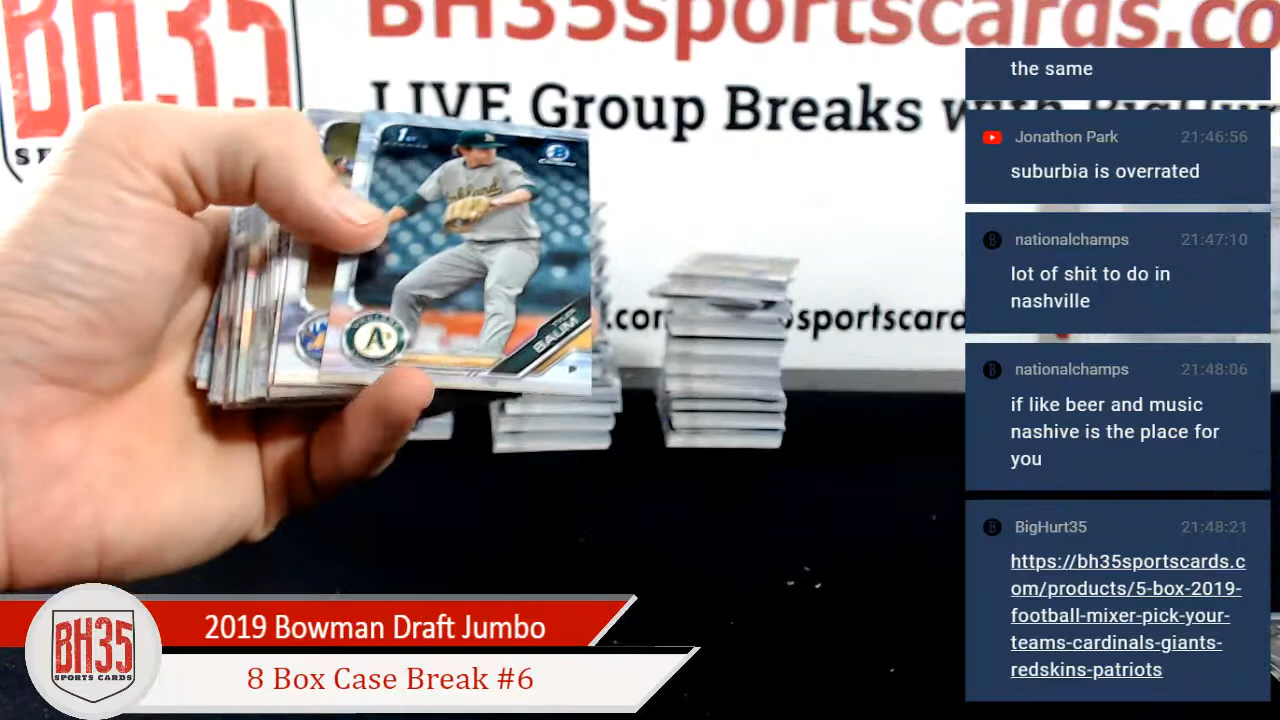 BH35sportscards.co
LIVE Group Breaks
BH35
1st
BAUM
A's
the same
Jonathon Park 21:46:56
suburbia is overrated
nationalchamps 21:47:10
lot of shit to do in
nashville
nationalchamps 21:48:06
if like beer and music
nashive is the place for
you
BigHurt35 21:48:21
https://bh35sportscards.c
om/products/5-box-2019-
football-mixer-pick-your-
teams-cardinals-giants-
redskins-patriots
2019 Bowman Draft Jumbo
8 Box Case Break #6
BH35
SPORTS CARDS